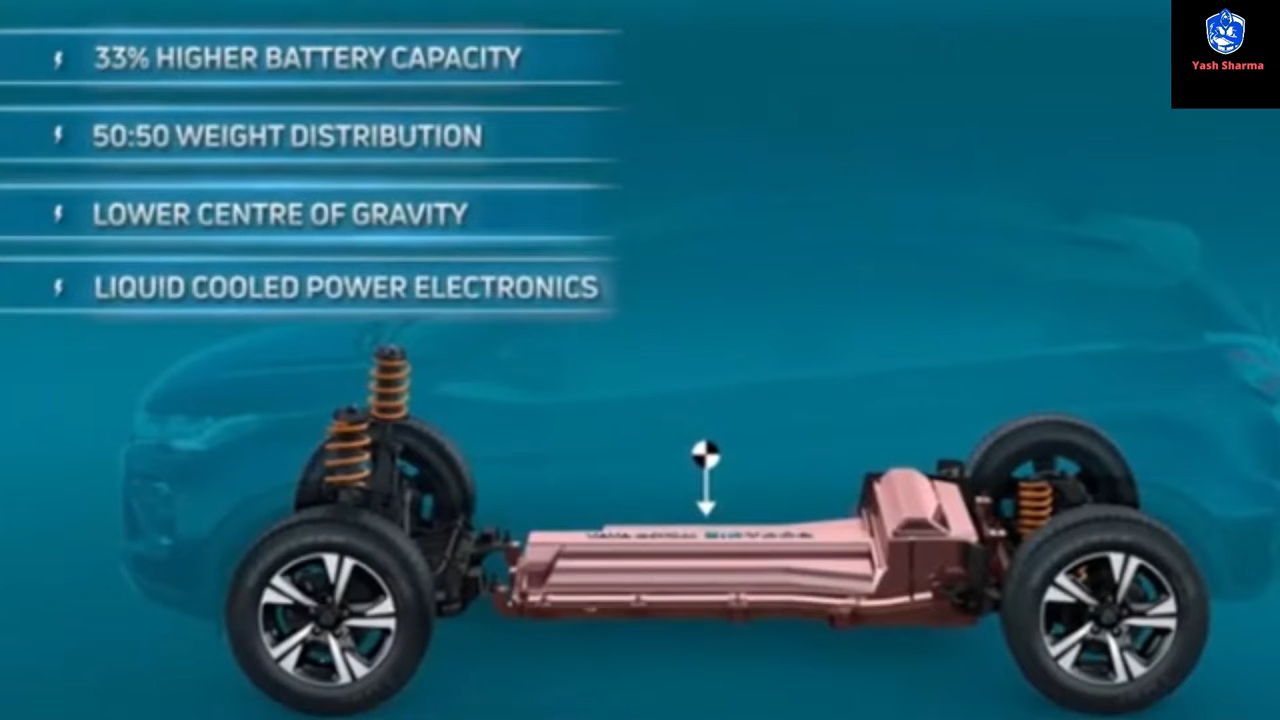 33% HIGHER BATTERY CAPACITY
50:50 WEIGHT DISTRIBUTION
LOWER CENTRE OF GRAVITY
LIQUID COOLED POWER ELECTRONICS
Yash Sharma